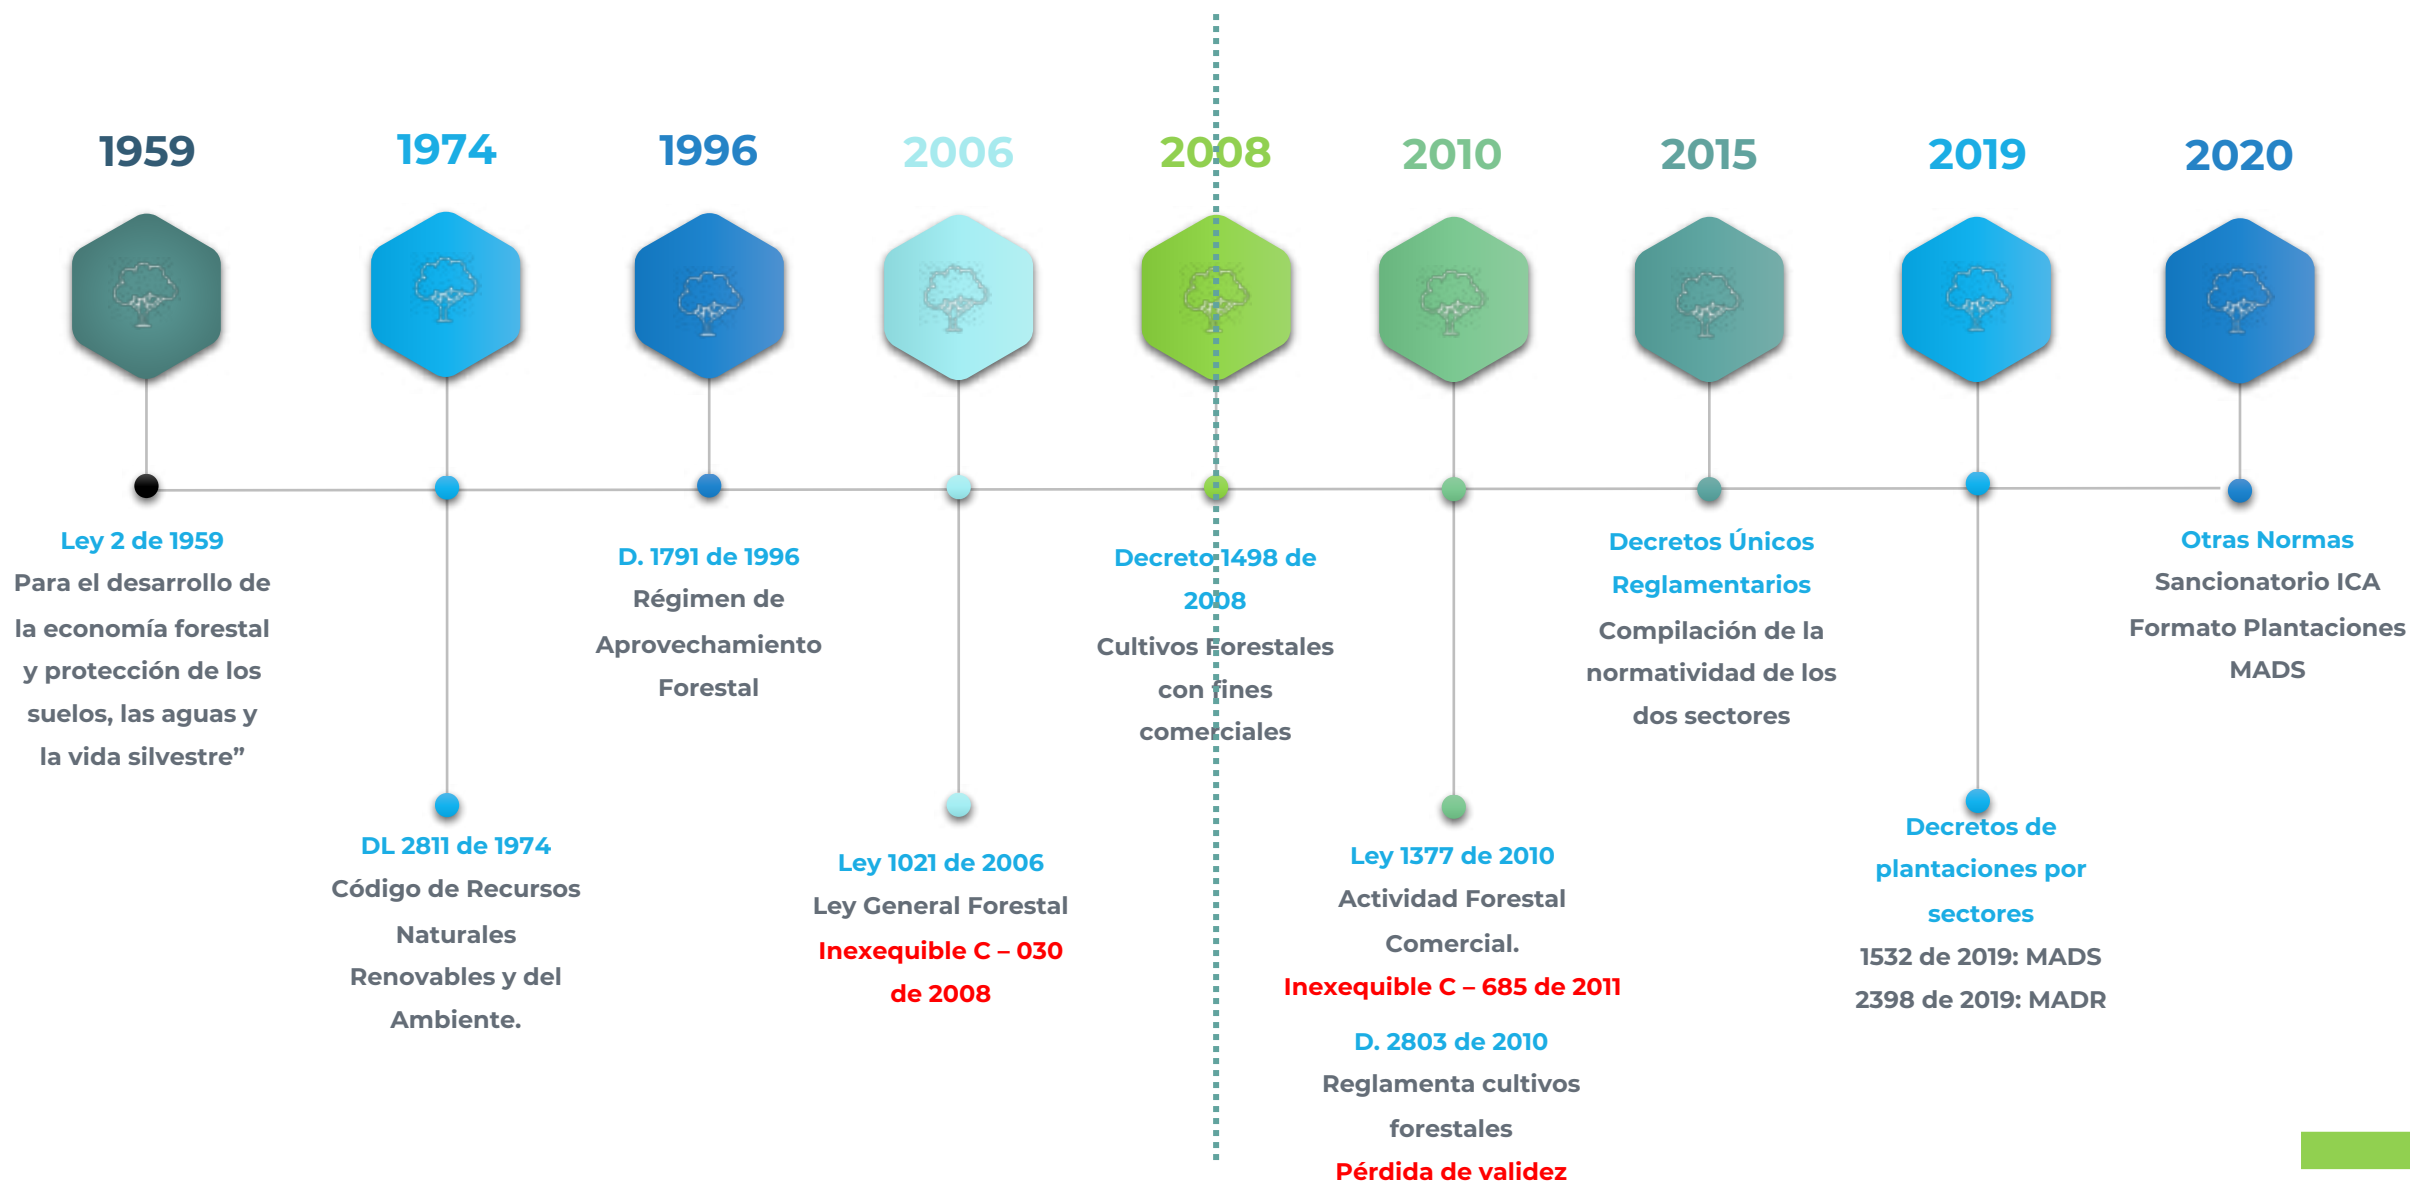 1959
Ley 2 de 1959
Para el desarrollo de
la economía forestal
y protección de los
suelos, las aguas y
la vida silvestre”
1974
DL 2811 de 1974
Código de Recursos
Naturales
Renovables y del
Ambiente.
1996
D. 1791 de 1996
Régimen de
Aprovechamiento
Forestal
2006
Ley 1021 de 2006
Ley General Forestal
Inexequible C – 030
de 2008
2008
Decreto 1498 de
2008
Cultivos Forestales
con fines
comerciales
2010
Ley 1377 de 2010
Actividad Forestal
Comercial.
Inexequible C – 685 de 2011
D. 2803 de 2010
Reglamenta cultivos
forestales
Pérdida de validez
2015
Decretos Únicos
Reglamentarios
Compilación de la
normatividad de los
dos sectores
2019
Decretos de
plantaciones por
sectores
1532 de 2019: MADS
2398 de 2019: MADR
2020
Otras Normas
Sancionatorio ICA
Formato Plantaciones
MADS